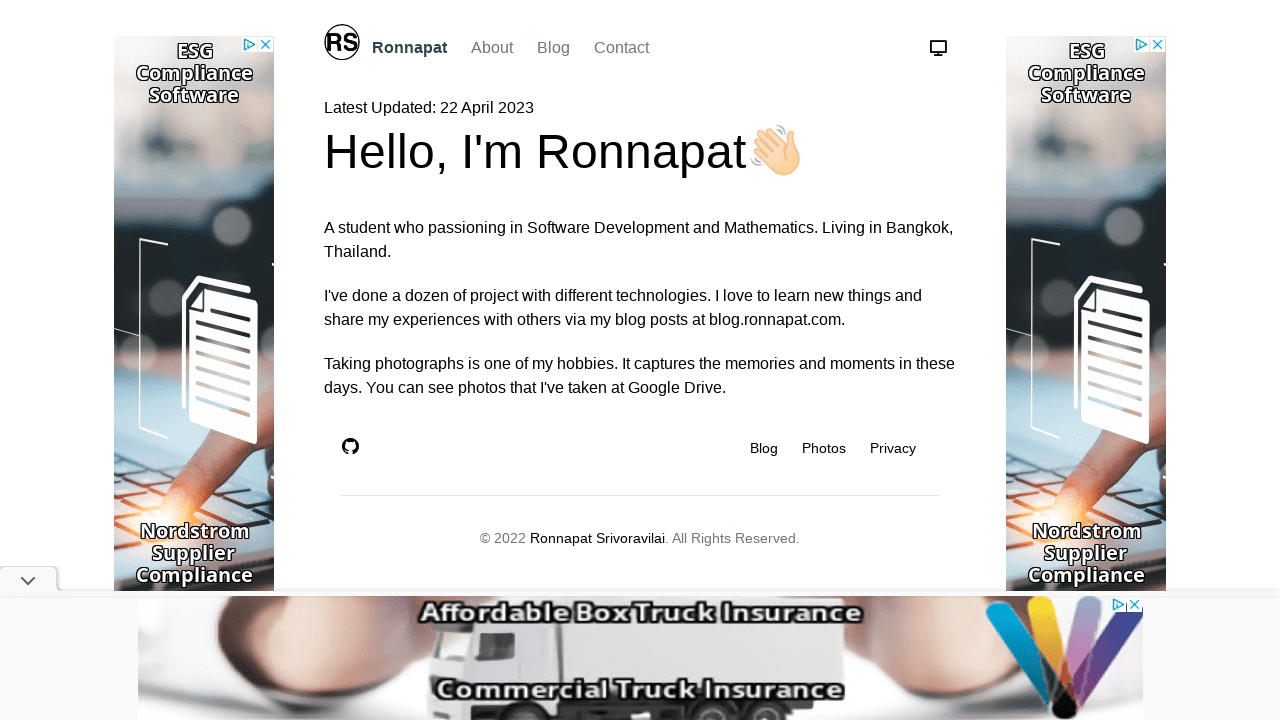 RS
Ronnapat
About
Blog
Contact
Latest Updated: 22 April 2023
Hello, I'm Ronnapat👋🏻
A student who passioning in Software Development and Mathematics. Living in Bangkok,
Thailand.
I've done a dozen of project with different technologies. I love to learn new things and
share my experiences with others via my blog posts at blog.ronnapat.com.
Taking photographs is one of my hobbies. It captures the memories and moments in these
days. You can see photos that I've taken at Google Drive.
Blog
Photos
Privacy
© 2022 Ronnapat Srivoravilai. All Rights Reserved.
ESG
Compliance
Software
Nordstrom
Supplier
Compliance
ESG
Compliance
Software
Nordstrom
Supplier
Compliance
Affordable Box Truck Insurance
Commercial Truck Insurance